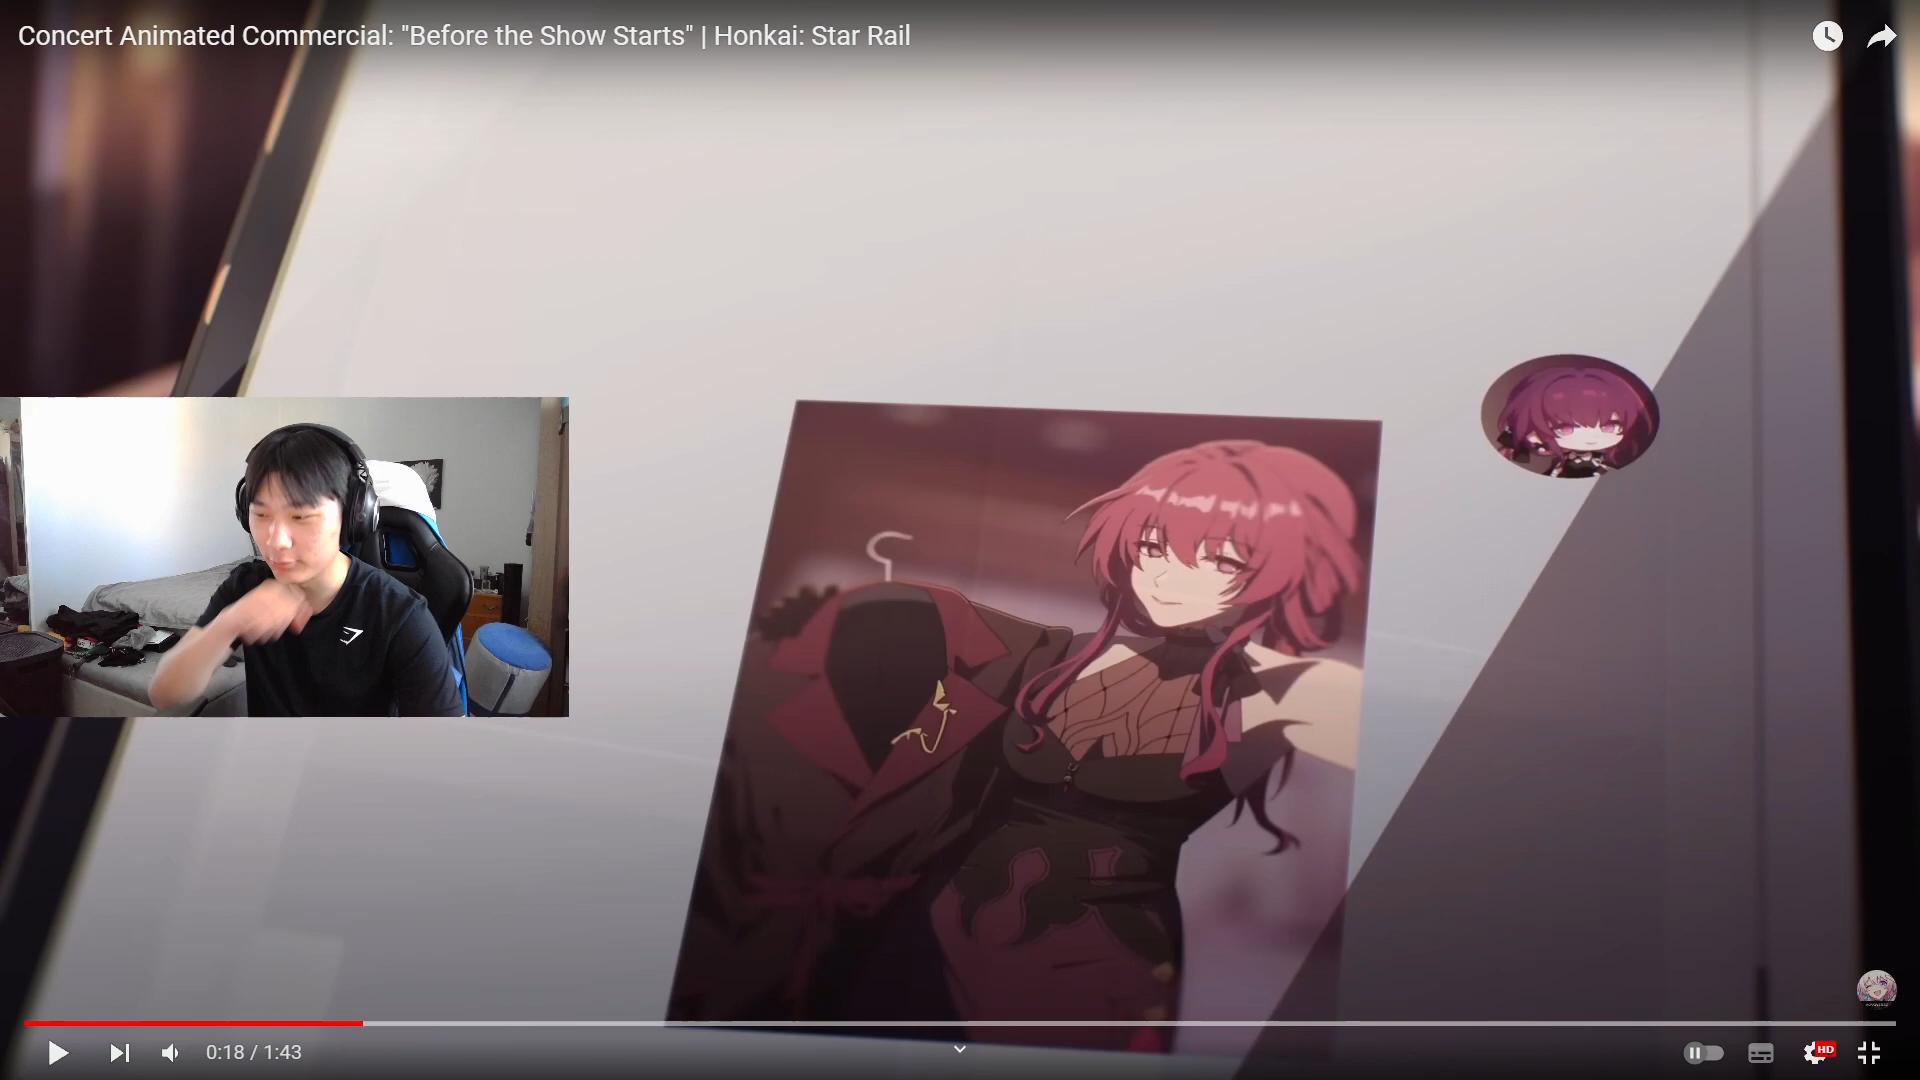 Concert Animated Commercial: "Before the Show Starts" | Honkai: Star Rail
0:18 / 1:43
HD